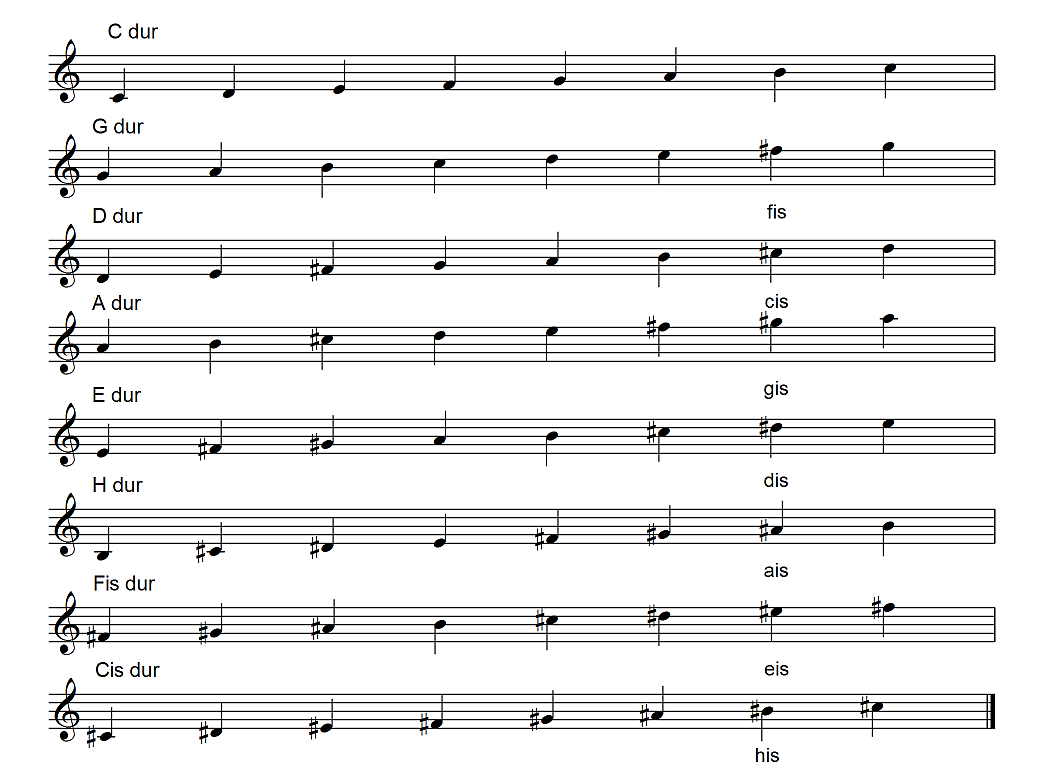 C dur
G dur
fis
D dur
cis
A dur
gis
E dur
dis
H dur
ais
Fis dur
eis
Cis dur
his